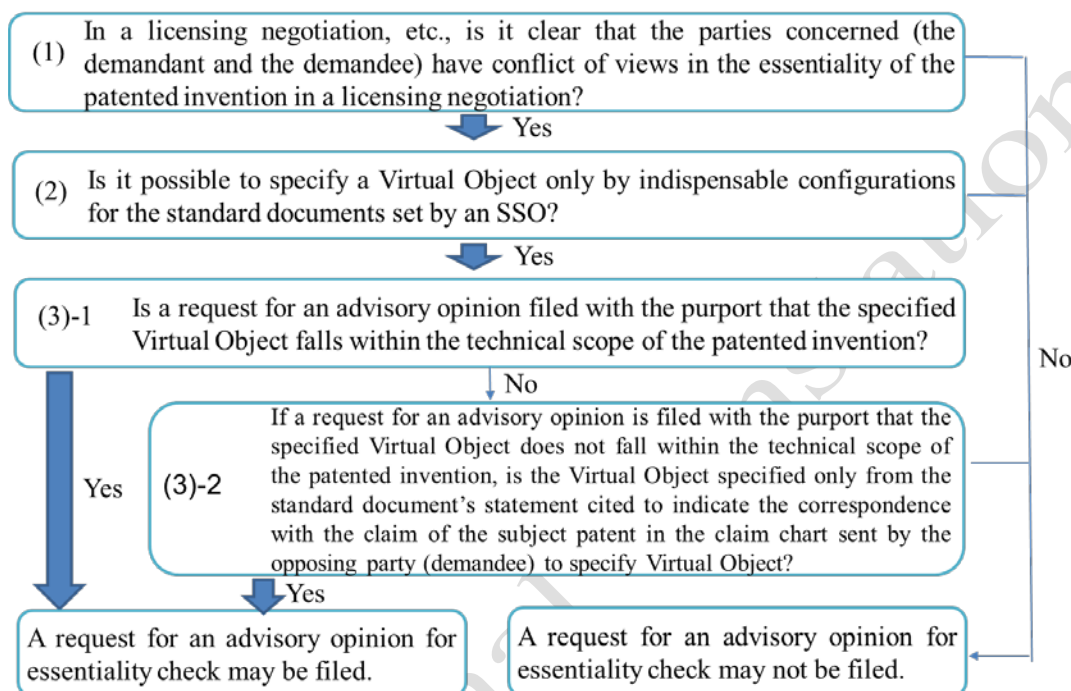 (1) In a licensing negotiation, etc., is it clear that the parties concerned (the
demandant and the demandee) have conflict of views in the essentiality of the
patented invention in a licensing negotiation?
Yes
(2) Is it possible to specify a Virtual Object only by indispensable configurations
for the standard documents set by an SSO?
Yes
(3)-1 Is a request for an advisory opinion filed with the purport that the specified
Virtual Object falls within the technical scope of the patented invention?
No
No
If a request for an advisory opinion is filed with the purport that the
specified Virtual Object does not fall within the technical scope of
the patented invention, is the Virtual Object specified only from the
Yes
(3)-2 standard document's statement cited to indicate the correspondence
with the claim of the subject patent in the claim chart sent by the
opposing party (demandee) to specify Virtual Object?
Yes
A request for an advisory opinion for
essentiality check may be filed.
A request for an advisory opinion for
essentiality check may not be filed.